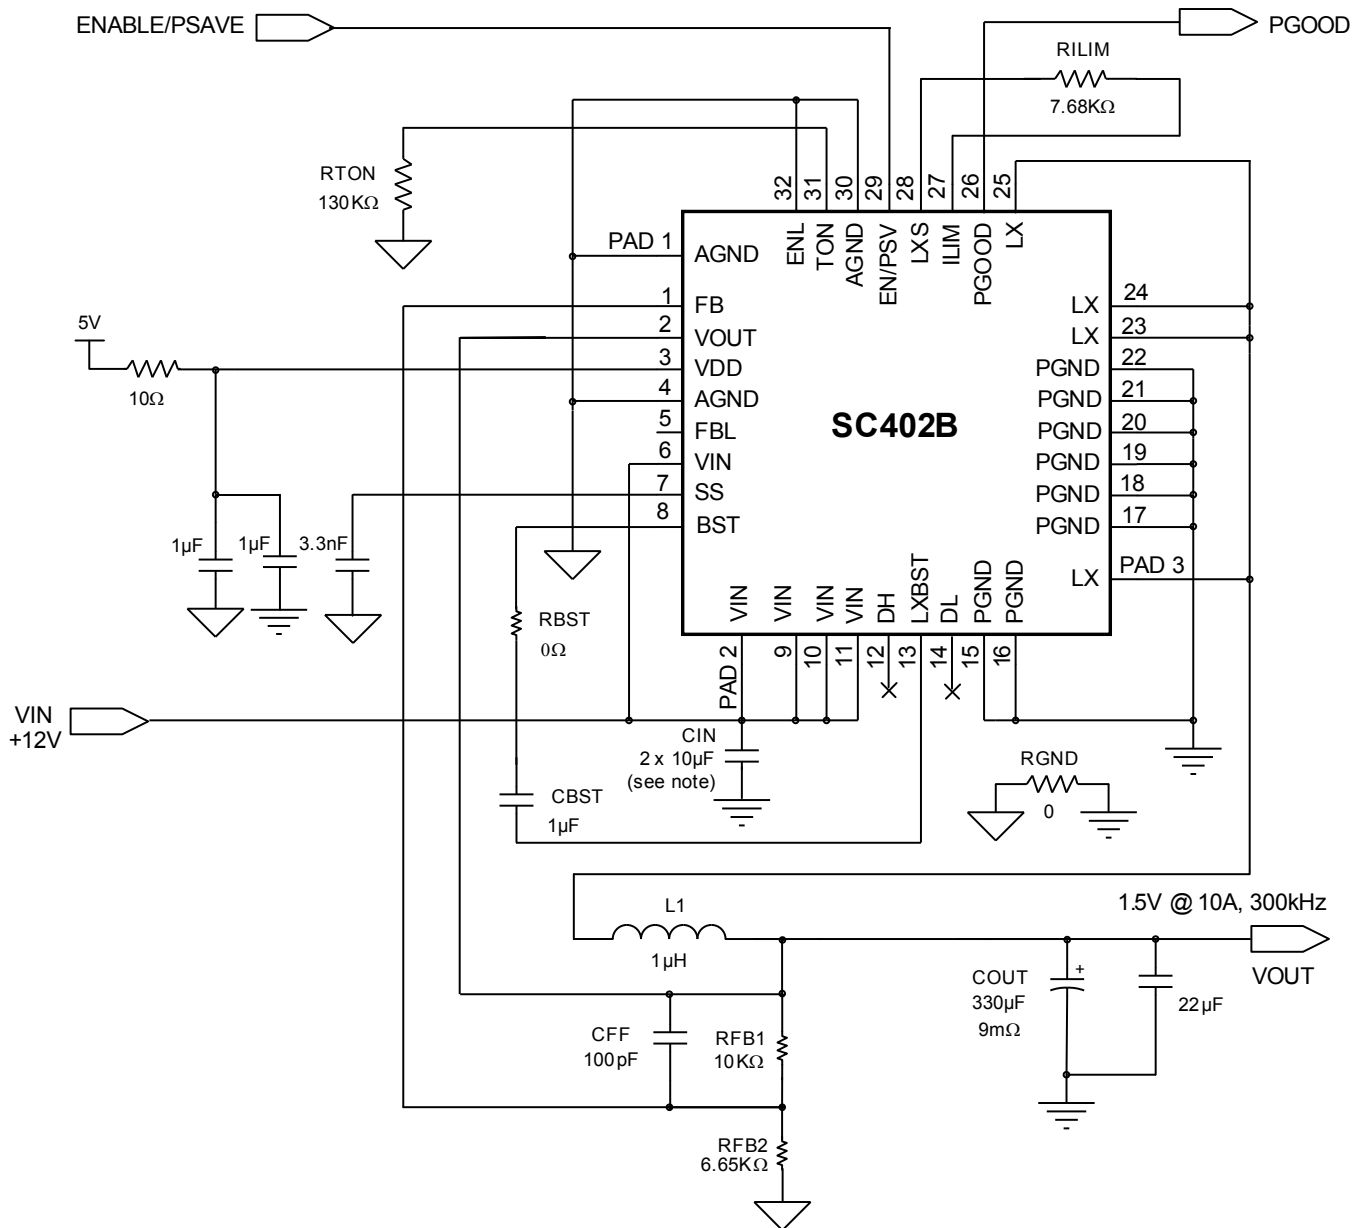 ENABLE/PSAVE
PGOOD
RILIM
7.68KΩ
RTON
130KΩ
32
31
30
29
28
27
26
25
ENL
TON
AGND
EN/PSV
LXS
ILIM
PGOOD
LX
PAD 1
AGND
1
FB
2
VOUT
3
VDD
4
AGND
5
FBL
6
VIN
7
SS
8
BST
5V
10Ω
1µF
1µF
3.3nF
SC402B
LX
24
LX
23
PGND
22
PGND
21
PGND
20
PGND
19
PGND
18
PGND
17
LX
PAD 3
VIN
VIN
VIN
VIN
DH
LXBST
DL
PGND
PGND
PAD 2
9
10
11
12
13
14
15
16
RBST
0Ω
VIN
+12V
CIN
2 x 10µF
(see note)
CBST
1µF
RGND
0
1.5V @ 10A, 300kHz
L1
1µH
VOUT
COUT
+
330µF
9mΩ
22µF
CFF
100pF
RFB1
10KΩ
RFB2
6.65KΩ